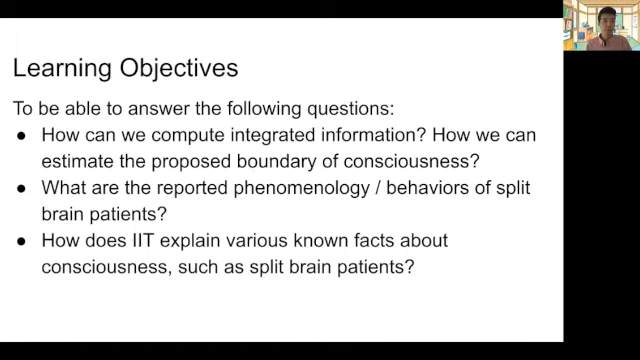 Learning Objectives
To be able to answer the following questions:
● How can we compute integrated information? How we can
estimate the proposed boundary of consciousness?
● What are the reported phenomenology / behaviors of split
brain patients?
● How does IIT explain various known facts about
consciousness, such as split brain patients?